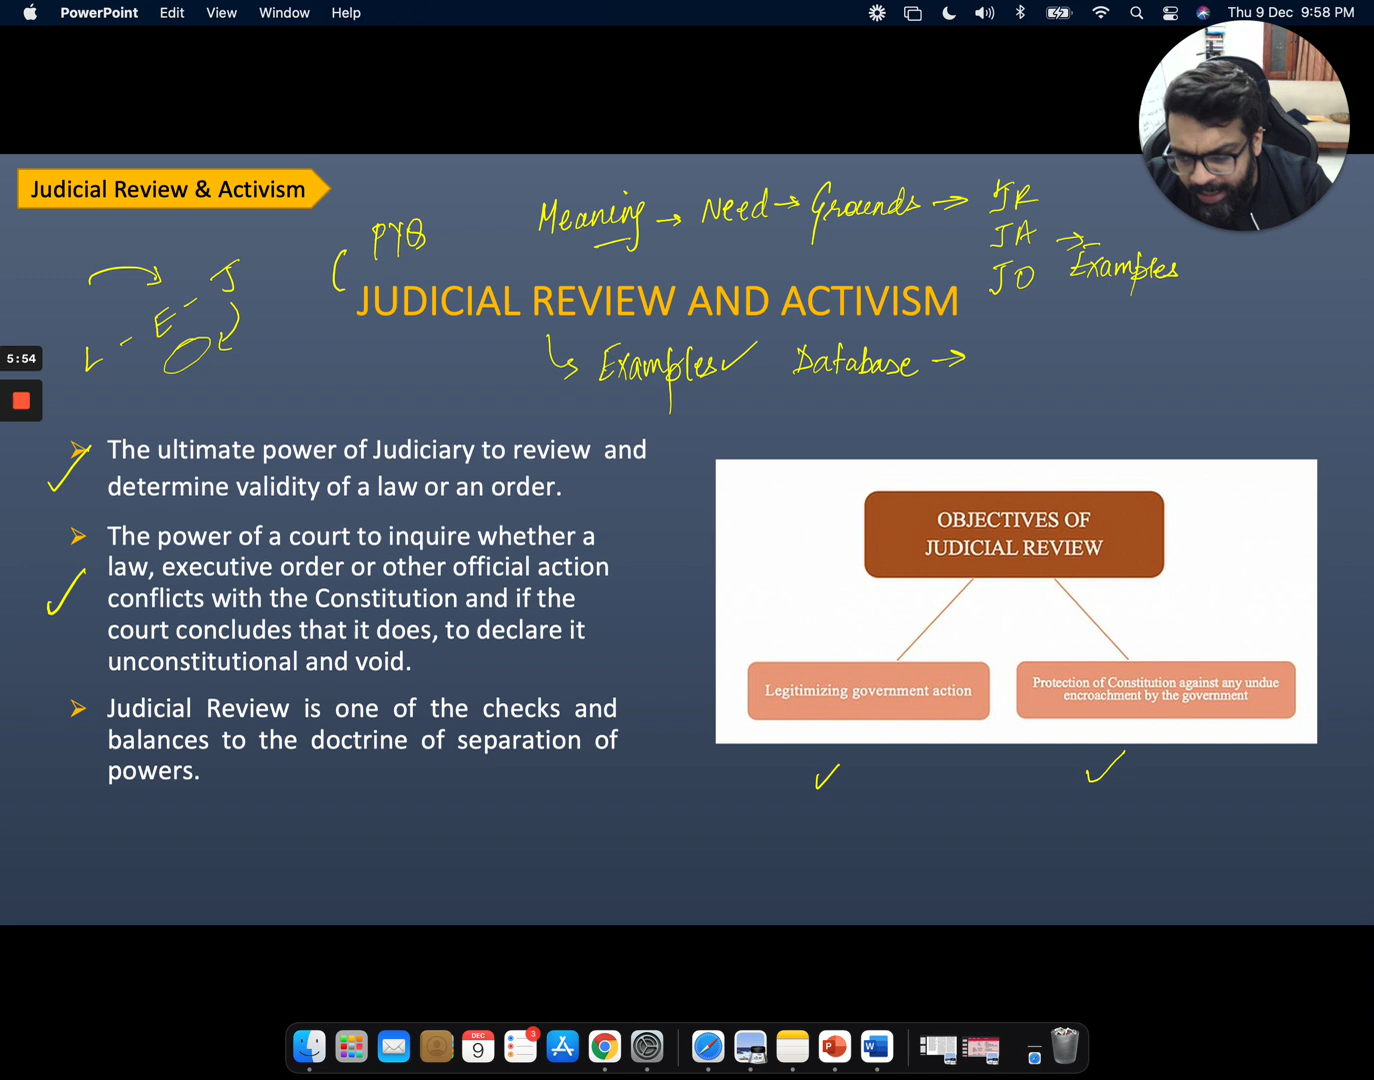 PowerPoint Edit View Window Help Thu 9 Dec 9:58 PM
Judicial Review & Activism
PYQ
Meaning → Need → Grounds → JR
JA → Examples
JO
L - E - J
JUDICIAL REVIEW AND ACTIVISM
Examples ✓ Database →
5:54
➢ The ultimate power of Judiciary to review and
determine validity of a law or an order.
➢ The power of a court to inquire whether a
law, executive order or other official action
conflicts with the Constitution and if the
court concludes that it does, to declare it
unconstitutional and void.
➢ Judicial Review is one of the checks and
balances to the doctrine of separation of
powers.
OBJECTIVES OF
JUDICIAL REVIEW
Legitimizing government action
Protection of Constitution against any undue
encroachment by the government
DEC
9
3
P
W